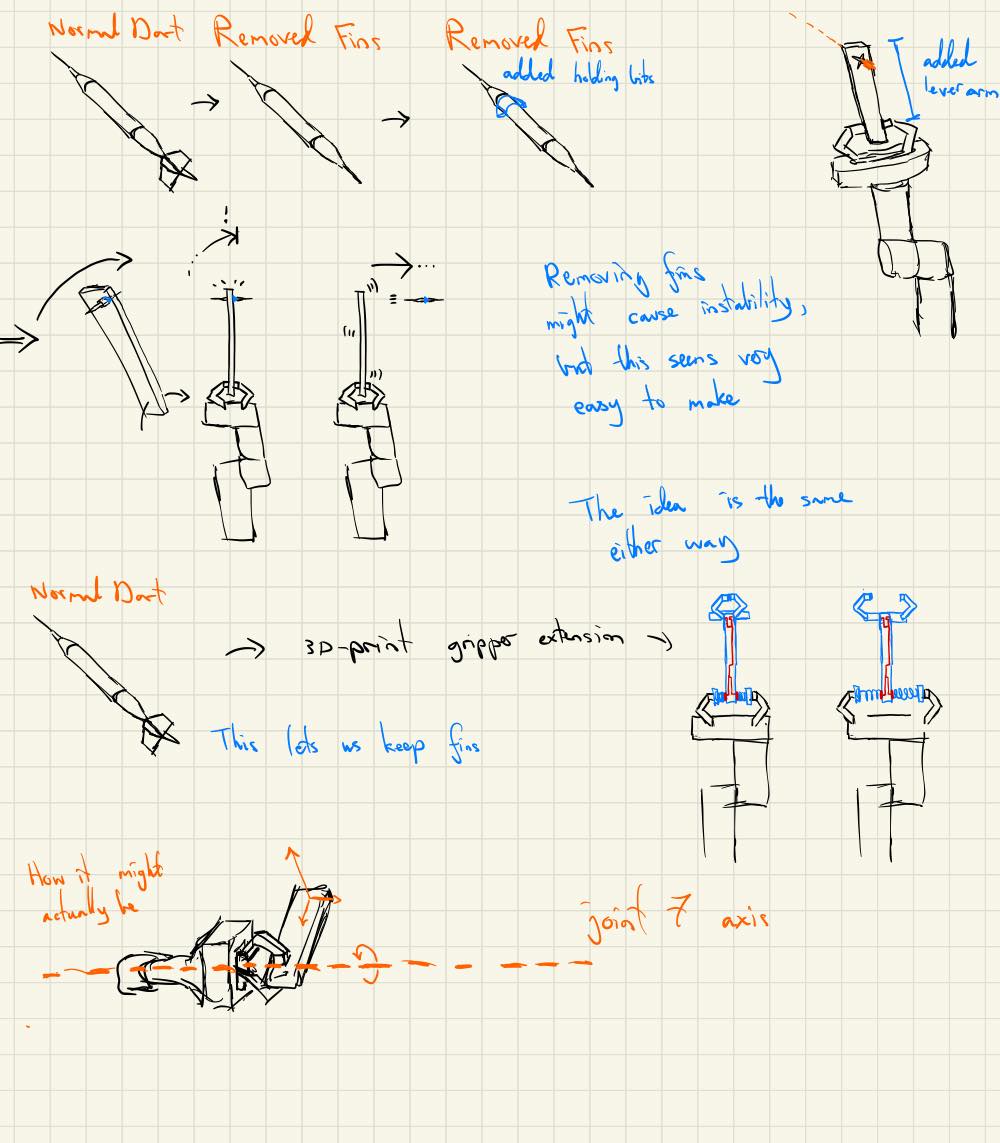 Normal Dart
Removed Fins
Removed Fins
added holding bits
added
lever arm
Removing fins
might cause instability,
but this seems very
easy to make
The idea is the same
either way
Normal Dart
3D-print gripper extension
This lets us keep fins
How it might
actually be
joint 7 axis